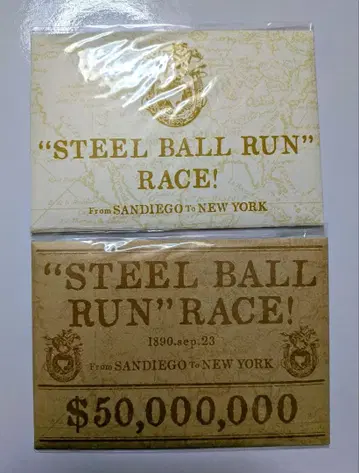 “STEEL BALL RUN”
RACE!
From SANDIEGO To NEW YORK
“STEEL BALL
RUN” RACE!
1890.sep.23
From SANDIEGO To NEW YORK
$50,000,000